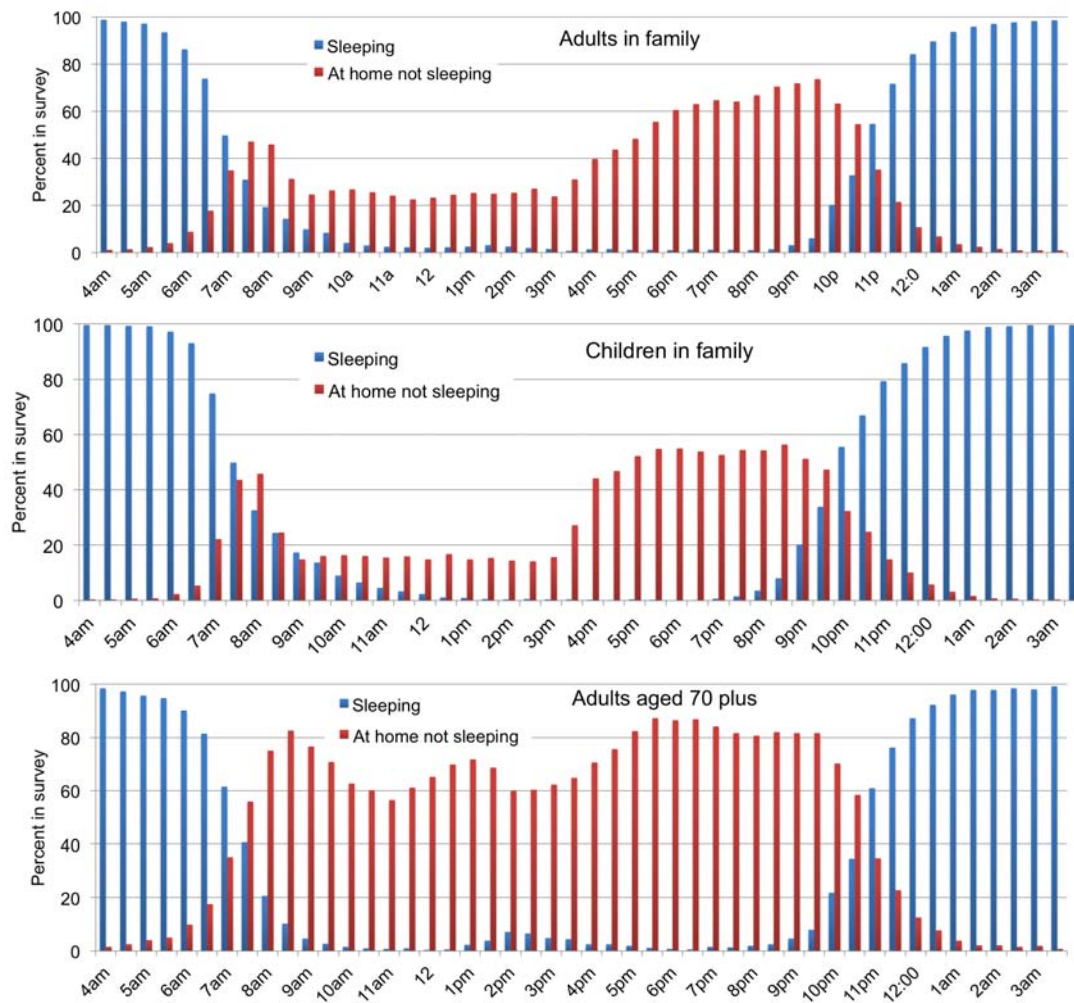 Adults in family
Sleeping
At home not sleeping
Percent in survey
100
80
60
40
20
0
4am 5am 6am 7am 8am 9am 10a 11a 12 1pm 2pm 3pm 4pm 5pm 6pm 7pm 8pm 9pm 10p 11p 12:0 1am 2am 3am
Children in family
Sleeping
At home not sleeping
Percent in survey
100
80
60
40
20
0
4am 5am 6am 7am 8am 9am 10am 11am 12 1pm 2pm 3pm 4pm 5pm 6pm 7pm 8pm 9pm 10pm 11pm 12:00 1am 2am 3am
Adults aged 70 plus
Sleeping
At home not sleeping
Percent in survey
100
80
60
40
20
0
4am 5am 6am 7am 8am 9am 10am 11am 12 1pm 2pm 3pm 4pm 5pm 6pm 7pm 8pm 9pm 10pm 11pm 12:00 1am 2am 3am